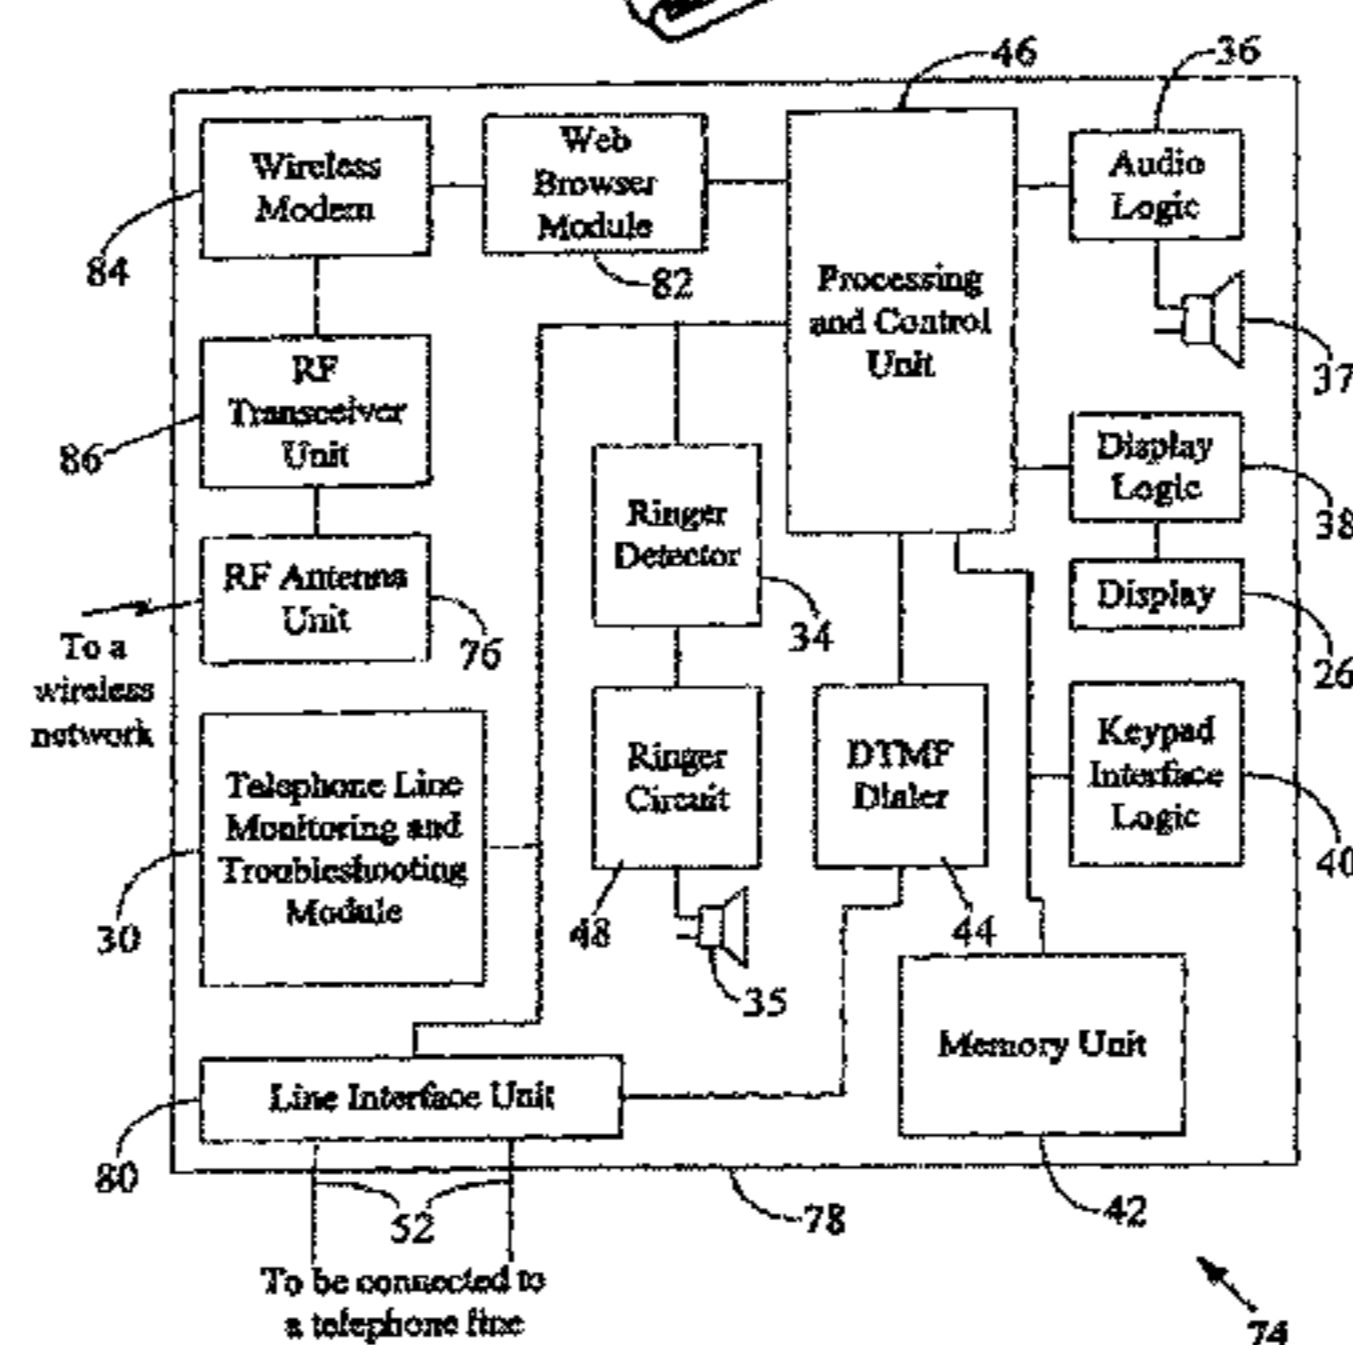 46
36
Wireless
Modem
Web
Browser
Module
Audio
Logic
84
82
Processing
and Control
Unit
37
RF
Transceiver
Unit
86
Display
Logic
38
Ringer
Detector
34
RF Antenna
Unit
76
Display
26
To a
wireless
network
Telephone Line
Monitoring and
Troubleshooting
Module
30
Ringer
Circuit
48
35
DTMF
Dialer
44
Keypad
Interface
Logic
40
Memory Unit
42
Line Interface Unit
80
52
78
To be connected to
a telephone line
74